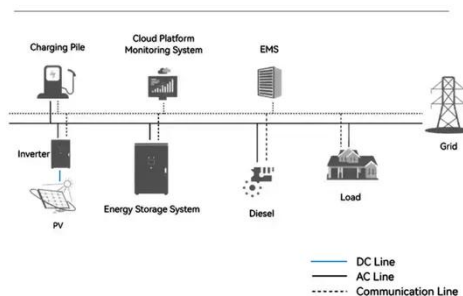 Charging Pile
Cloud Platform
Monitoring System
EMS
Grid
Inverter
PV
Energy Storage System
Diesel
Load
DC Line
AC Line
Communication Line